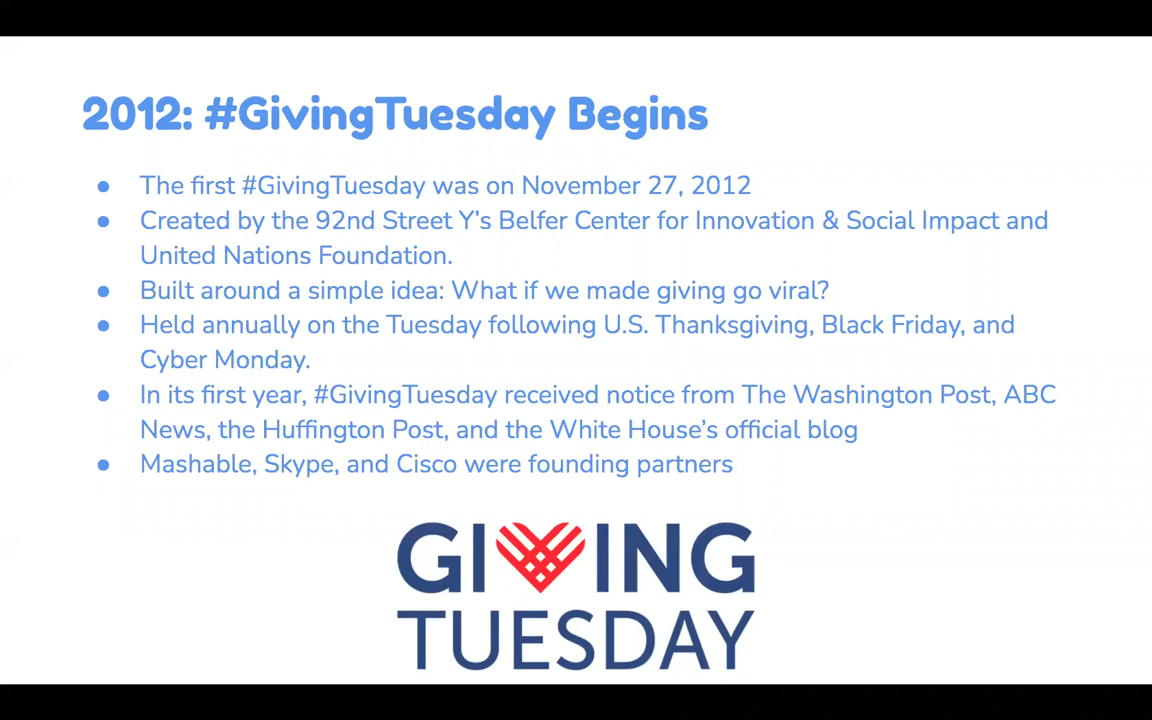 2012: #GivingTuesday Begins
● The first #GivingTuesday was on November 27, 2012
● Created by the 92nd Street Y’s Belfer Center for Innovation & Social Impact and
United Nations Foundation.
● Built around a simple idea: What if we made giving go viral?
● Held annually on the Tuesday following U.S. Thanksgiving, Black Friday, and
Cyber Monday.
● In its first year, #GivingTuesday received notice from The Washington Post, ABC
News, the Huffington Post, and the White House’s official blog
● Mashable, Skype, and Cisco were founding partners
GIVING
TUESDAY